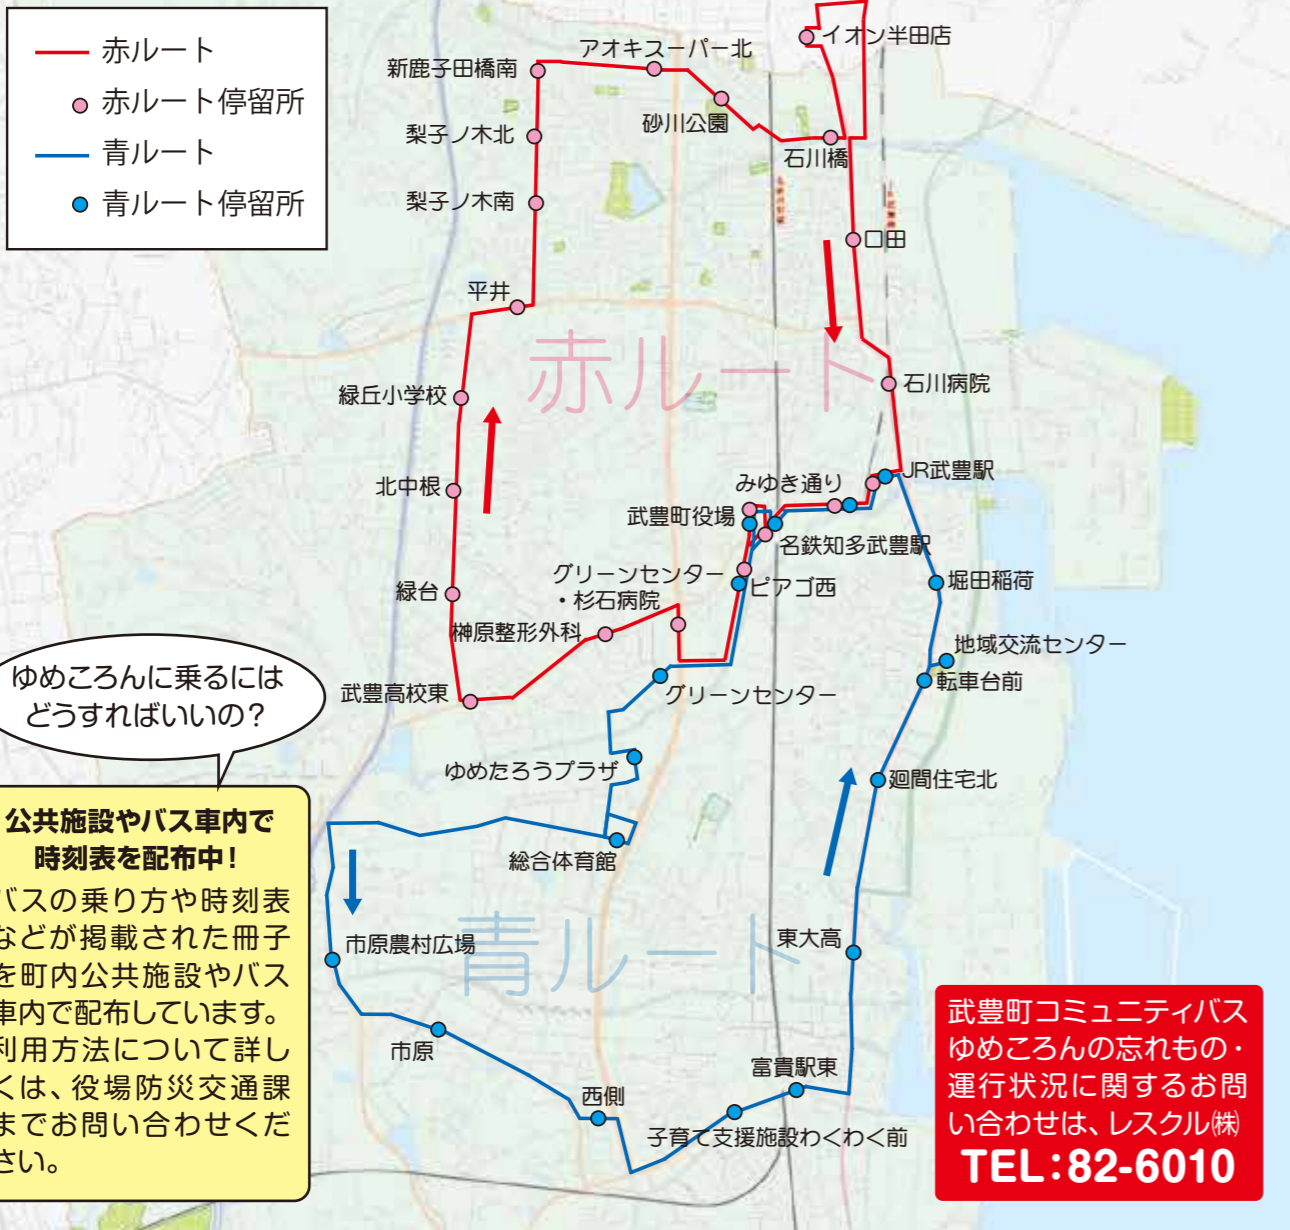 赤ルート
赤ルート停留所
青ルート
青ルート停留所
イオン半田店
アオキスーパー北
新鹿子田橋南
砂川公園
梨子ノ木北
石川橋
梨子ノ木南
口田
平井
赤ルート
石川病院
緑丘小学校
JR武豊駅
みゆき通り
北中根
武豊町役場
名鉄知多武豊駅
グリーンセンター
・杉石病院
ピアゴ西
堀田稲荷
緑台
榊原整形外科
地域交流センター
転車台前
武豊高校東
グリーンセンター
ゆめたろうプラザ
廻間住宅北
総合体育館
青ルート
東大高
市原農村広場
市原
富貴駅東
西側
子育て支援施設わくわく前
ゆめころんに乗るには
どうすればいいの?
公共施設やバス車内で
時刻表を配布中!
バスの乗り方や時刻表
などが掲載された冊子
を町内公共施設やバス
車内で配布しています。
利用方法について詳し
くは、役場防災交通課
までお問い合わせくだ
さい。
武豊町コミュニティバス
ゆめころんの忘れもの・
運行状況に関するお問
い合わせは、レスクル㈱
TEL:82-6010